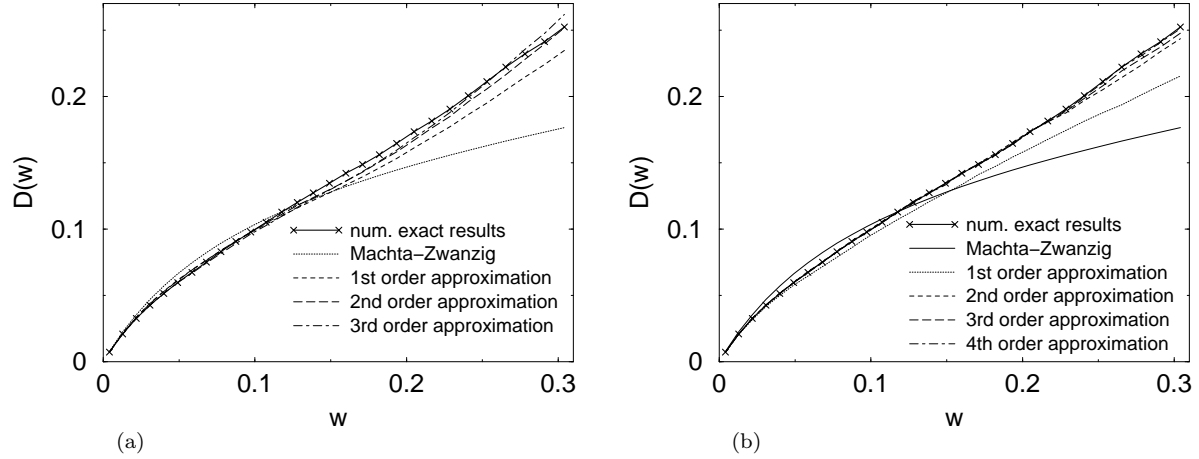 0.2
0.1
0
D(w)
num. exact results
Machta−Zwanzig
1st order approximation
2nd order approximation
3rd order approximation
0
0.1
0.2
0.3
w
(a)
0.2
0.1
0
D(w)
num. exact results
Machta−Zwanzig
1st order approximation
2nd order approximation
3rd order approximation
4th order approximation
0
0.1
0.2
0.3
w
(b)